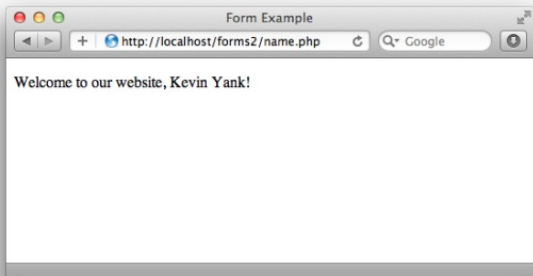 Form Example
http://localhost/forms2/name.php
Google
Welcome to our website, Kevin Yank!